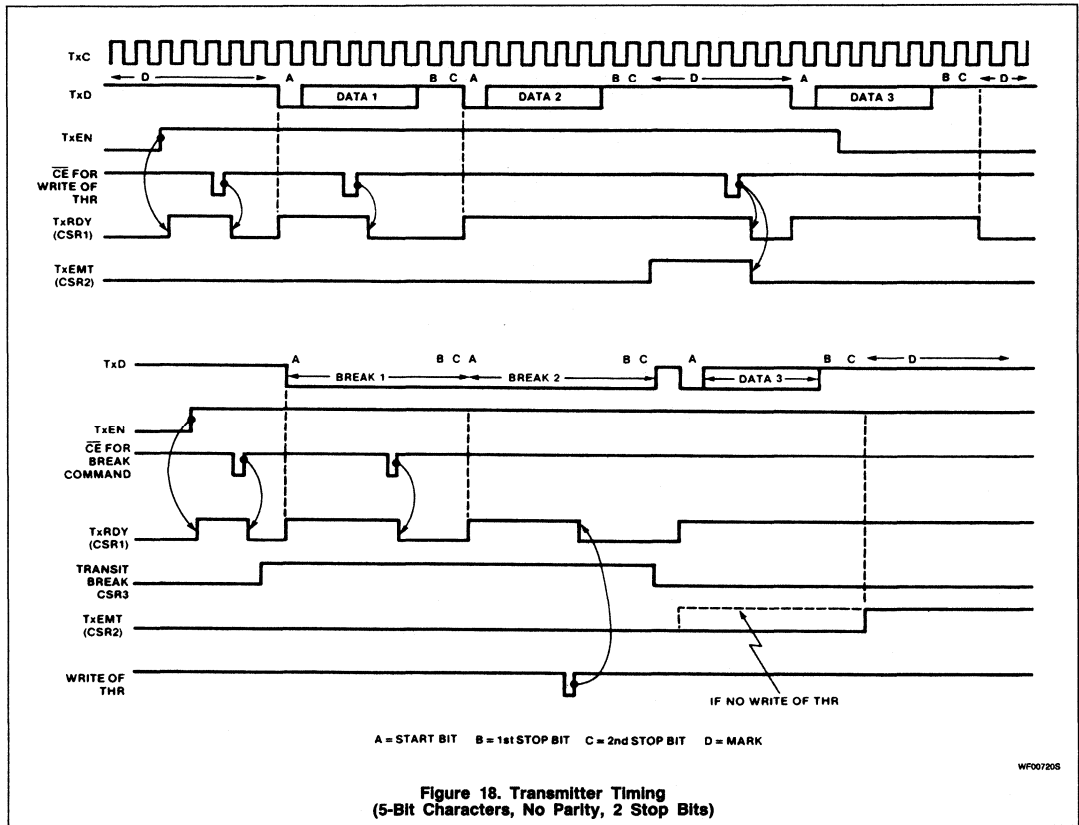 TxC
D A B C A B C D A B C D
TxD DATA 1 DATA 2 DATA 3
TxEN
CE FOR
WRITE OF
THR
TxRDY
(CSR1)
TxEMT
(CSR2)
TxD A B C A B C A B C D
BREAK 1 BREAK 2 DATA 3
TxEN
CE FOR
BREAK
COMMAND
TxRDY
(CSR1)
TRANSIT
BREAK
CSR3
TxEMT
(CSR2)
WRITE OF
THR
IF NO WRITE OF THR
A = START BIT B = 1st STOP BIT C = 2nd STOP BIT D = MARK
WF00720S
Figure 18. Transmitter Timing
(5-Bit Characters, No Parity, 2 Stop Bits)